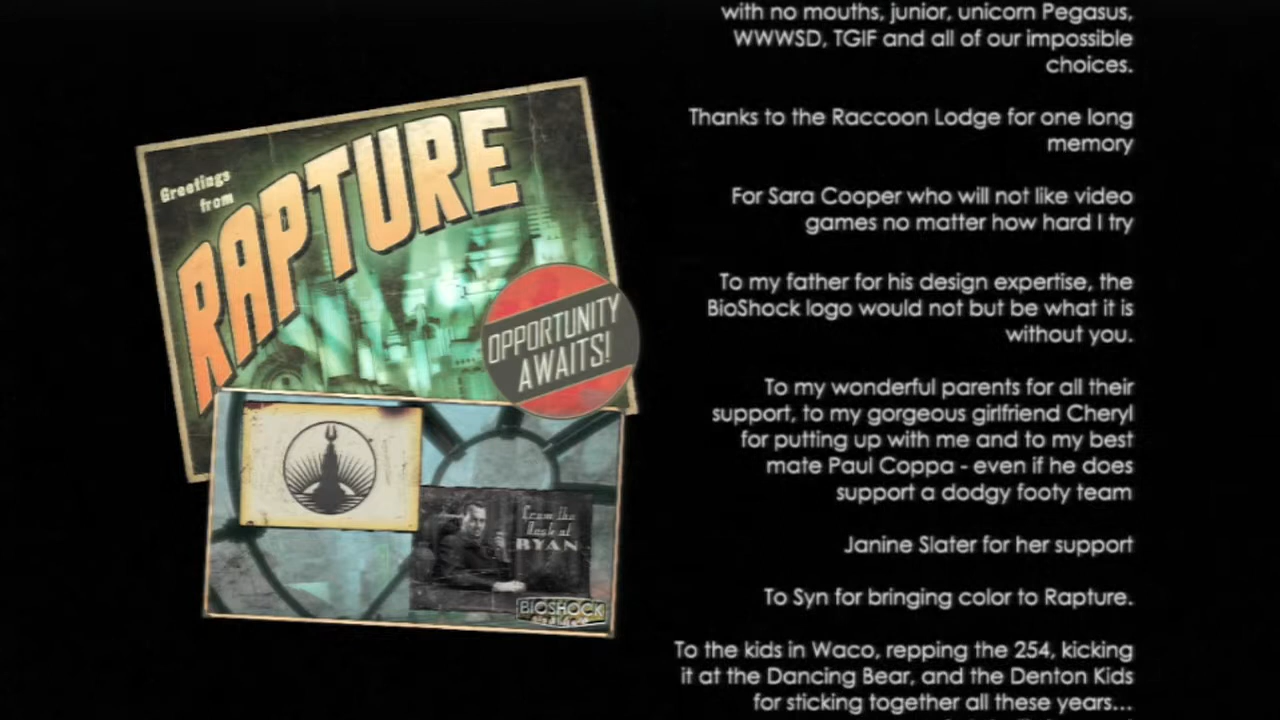 Greetings
from
RAPTURE
OPPORTUNITY
AWAITS!
From the
Desk of
RYAN
BIOSHOCK
with no mouths, junior, unicorn Pegasus,
WWWSD, TGIF and all of our impossible
choices.
Thanks to the Raccoon Lodge for one long
memory
For Sara Cooper who will not like video
games no matter how hard I try
To my father for his design expertise, the
BioShock logo would not but be what it is
without you.
To my wonderful parents for all their
support, to my gorgeous girlfriend Cheryl
for putting up with me and to my best
mate Paul Coppa - even if he does
support a dodgy footy team
Janine Slater for her support
To Syn for bringing color to Rapture.
To the kids in Waco, repping the 254, kicking
it at the Dancing Bear, and the Denton Kids
for sticking together all these years...